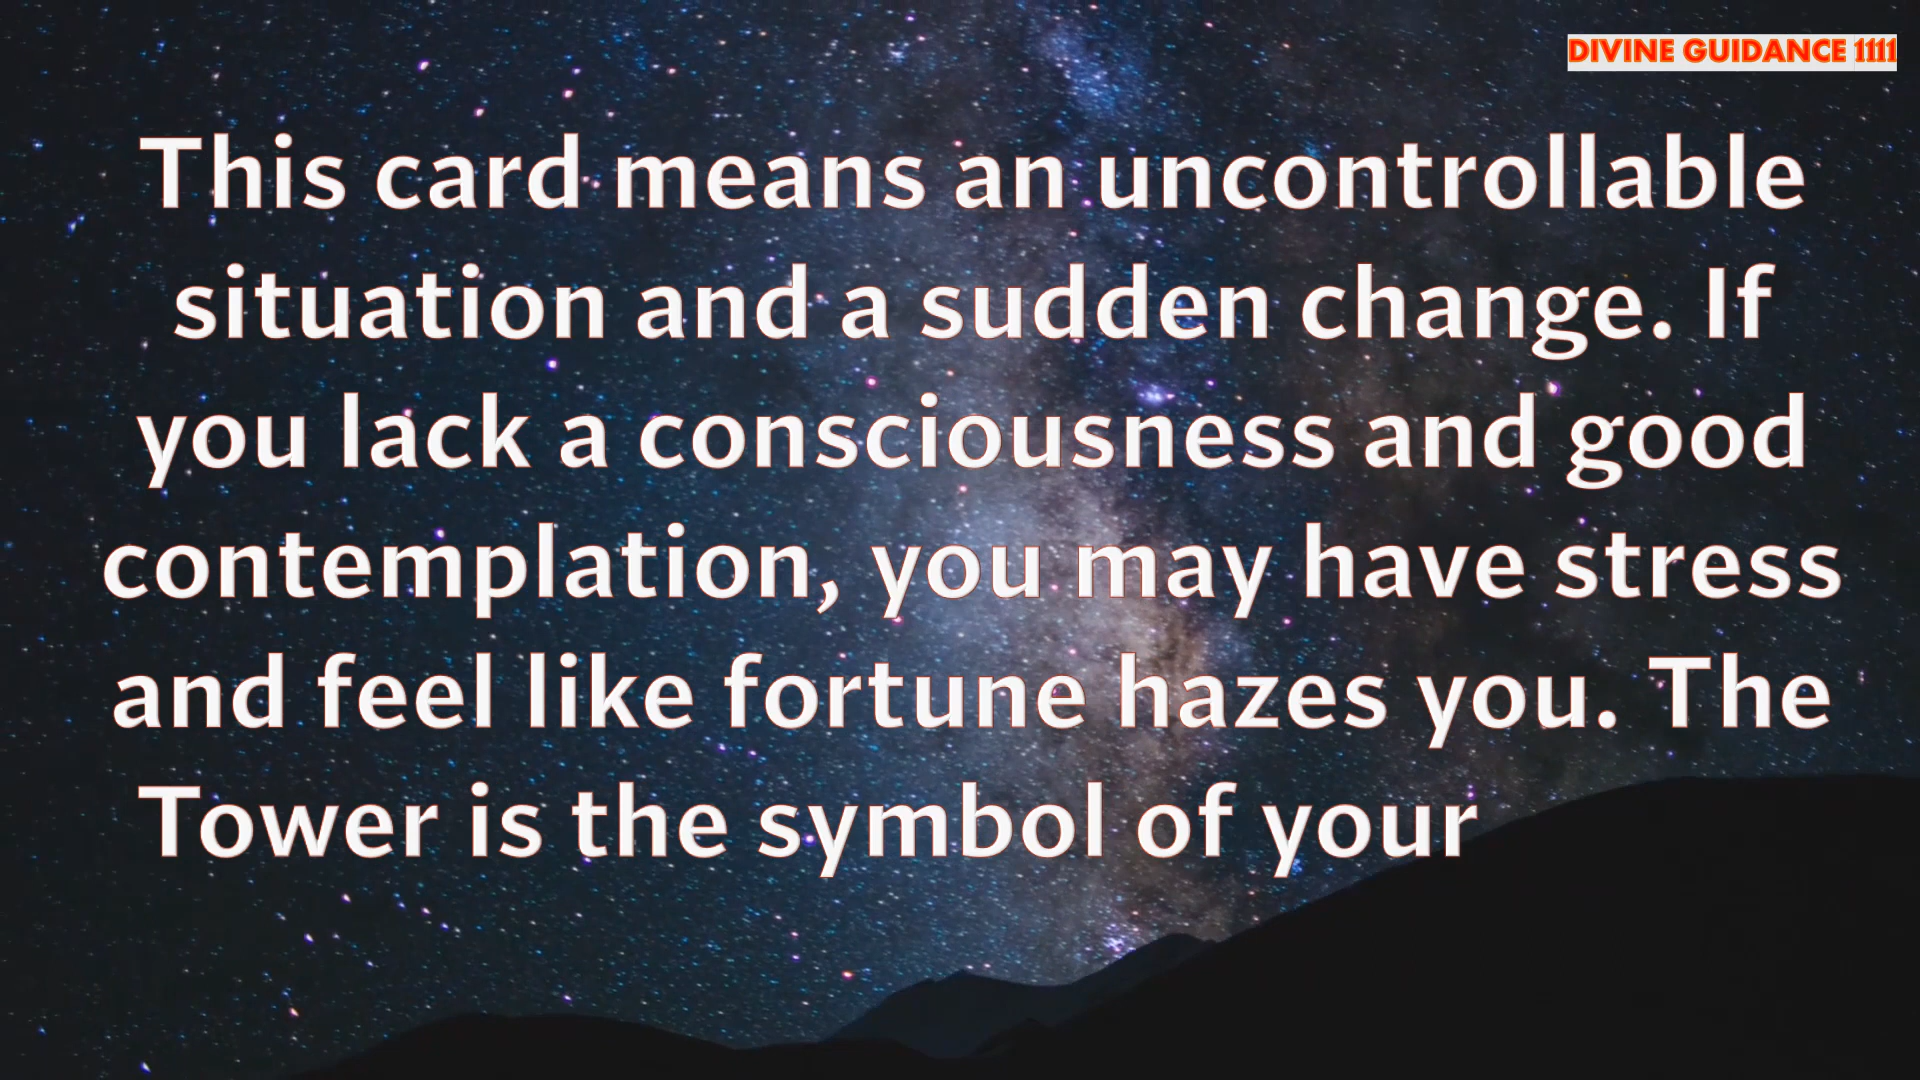 DIVINE GUIDANCE 1111
This card means an uncontrollable
situation and a sudden change. If
you lack a consciousness and good
contemplation, you may have stress
and feel like fortune hazes you. The
Tower is the symbol of your